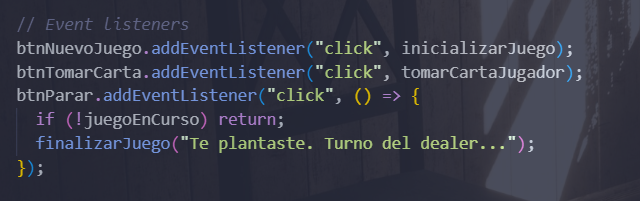 // Event listeners
btnNuevoJuego.addEventListener("click", inicializarJuego);
btnTomarCarta.addEventListener("click", tomarCartaJugador);
btnParar.addEventListener("click", () => {
  if (!juegoEnCurso) return;
  finalizarJuego("Te plantaste. Turno del dealer...");
});